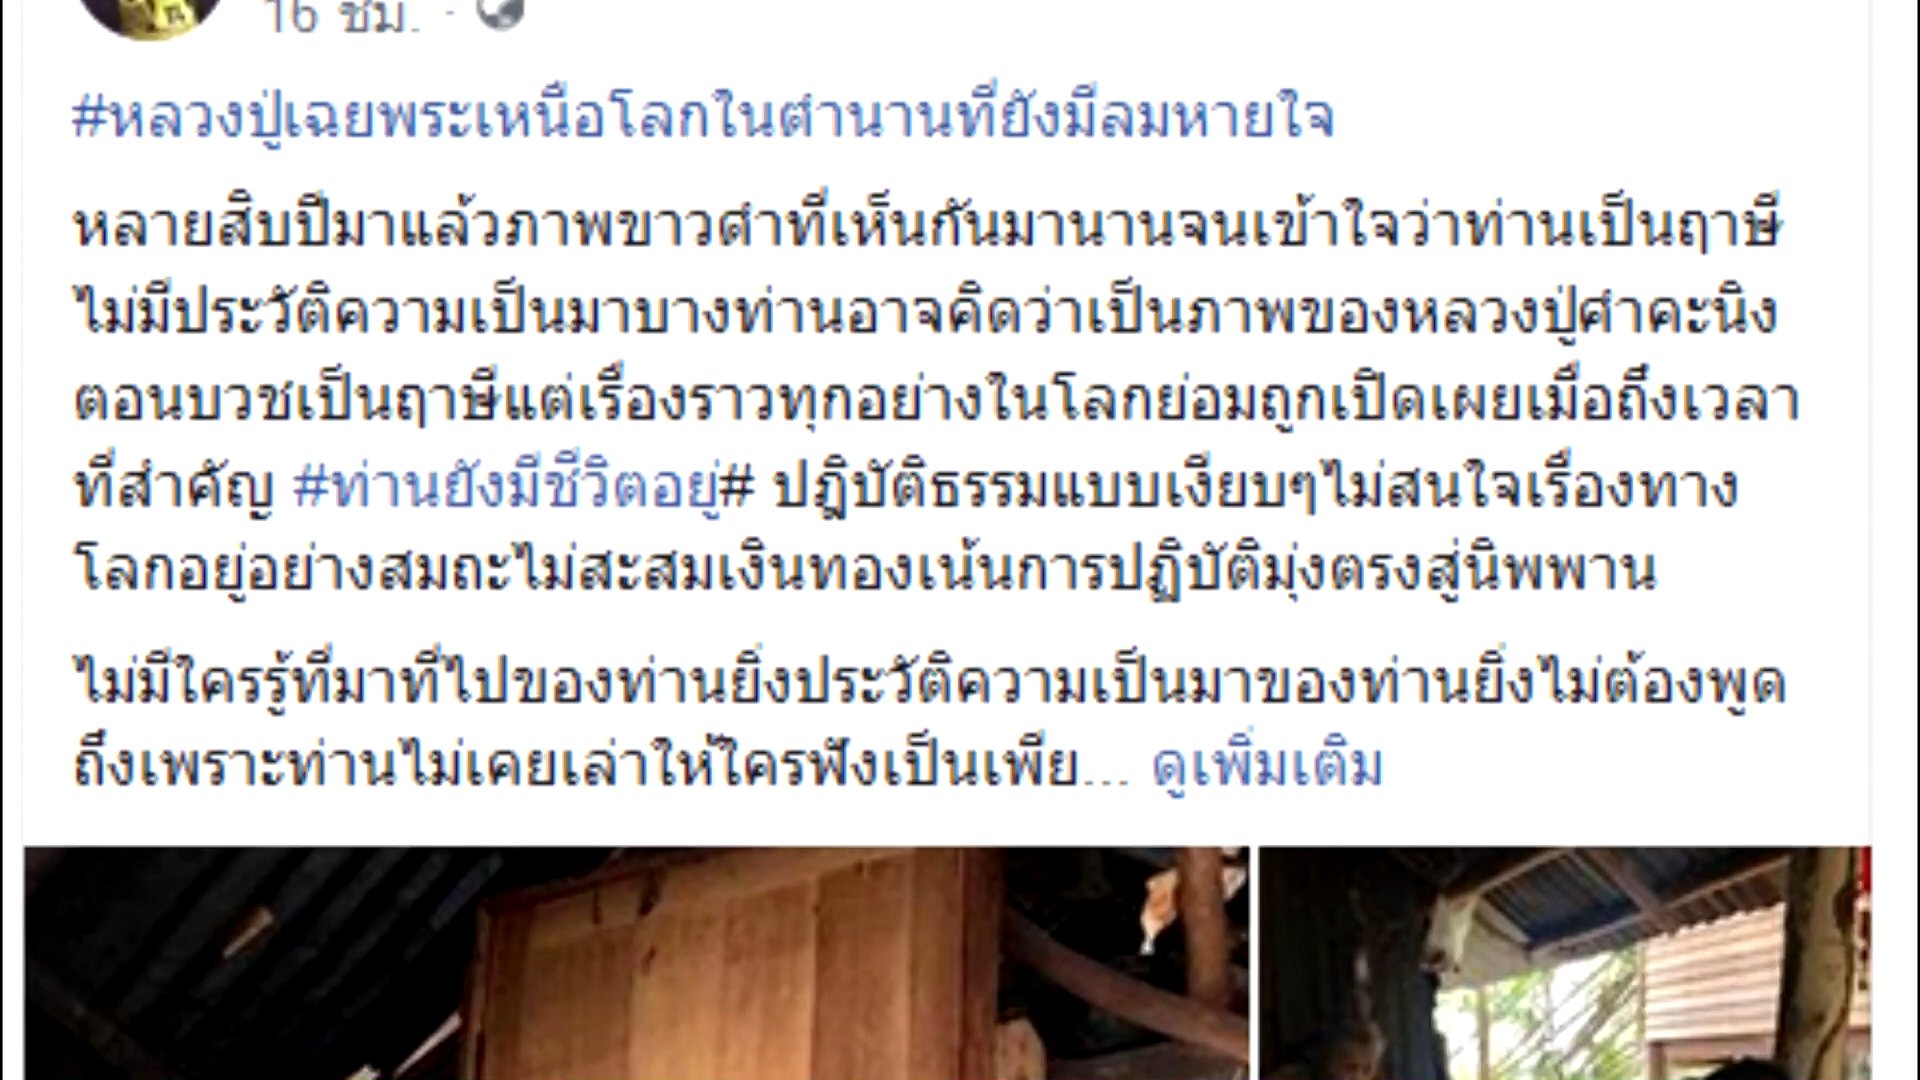 16 ชม. ·
#หลวงปู่เฉยพระเหนือโลกในตำนานที่ยังมีลมหายใจ
หลายสิบปีมาแล้วภาพขาวดำที่เห็นกันมานานจนเข้าใจว่าท่านเป็นฤาษี
ไม่มีประวัติความเป็นมาบางท่านอาจคิดว่าเป็นภาพของหลวงปู่ศำคะนิง
ตอนบวชเป็นฤาษีแต่เรื่องราวทุกอย่างในโลกย่อมถูกเปิดเผยเมื่อถึงเวลา
ที่สำคัญ #ท่านยังมีชีวิตอยู่# ปฎิบัติธรรมแบบเงียบๆไม่สนใจเรื่องทาง
โลกอยู่อย่างสมถะไม่สะสมเงินทองเน้นการปฏิบัติมุ่งตรงสู่นิพพาน
ไม่มีใครรู้ที่มาที่ไปของท่านยิ่งประวัติความเป็นมาของท่านยิ่งไม่ต้องพูด
ถึงเพราะท่านไม่เคยเล่าให้ใครฟังเป็นเพีย... ดูเพิ่มเติม